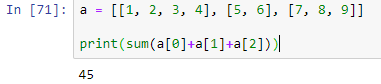 In [71]: a = [[1, 2, 3, 4], [5, 6], [7, 8, 9]]
print(sum(a[0]+a[1]+a[2]))
45